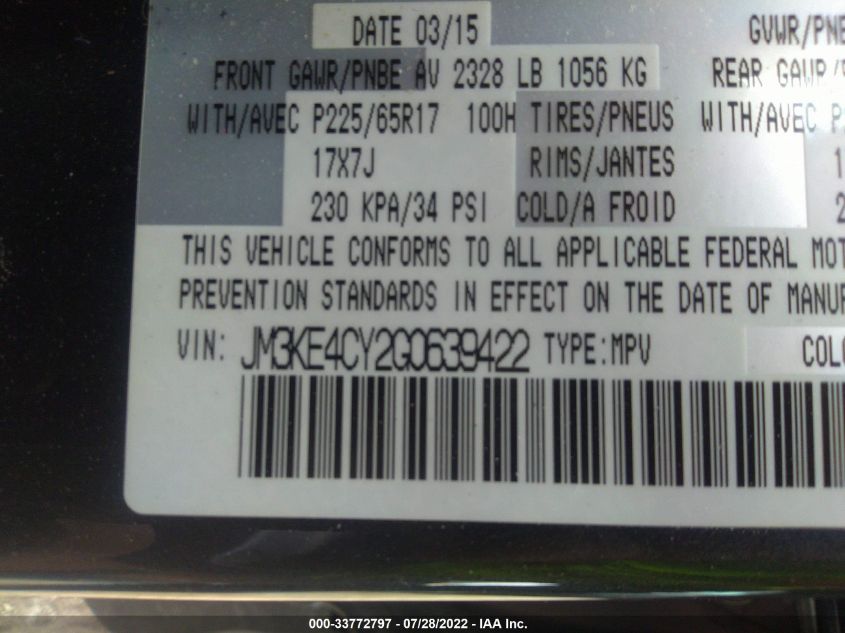 DATE 03/15 GVWR/PNB
FRONT GAWR/PNBE AV 2328 LB 1056 KG REAR GAWR/
WITH/AVEC P225/65R17 100H TIRES/PNEUS WITH/AVEC P
17X7J RIMS/JANTES 1
230 KPA/34 PSI COLD/A FROID 2
THIS VEHICLE CONFORMS TO ALL APPLICABLE FEDERAL MOT
PREVENTION STANDARDS IN EFFECT ON THE DATE OF MANUF
VIN: JM3KE4CY2G0639422 TYPE:MPV COLO
000-33772797 - 07/28/2022 - IAA Inc.